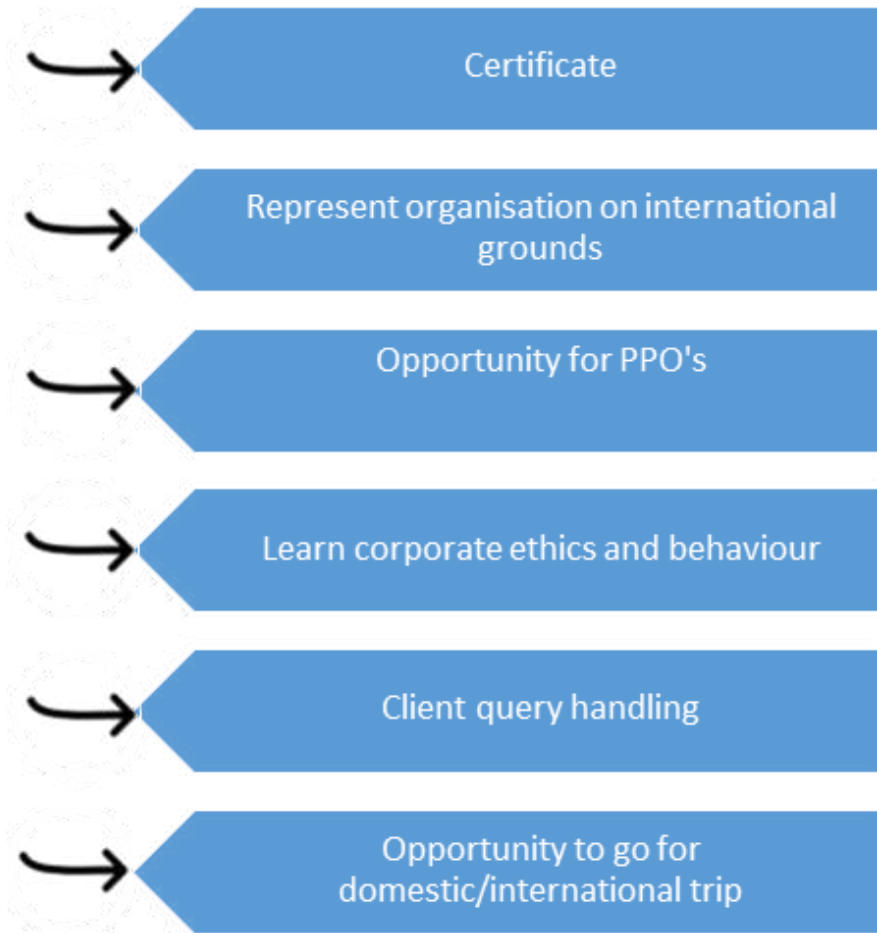 Certificate
Represent organisation on international
grounds
Opportunity for PPO's
Learn corporate ethics and behaviour
Client query handling
Opportunity to go for
domestic/international trip